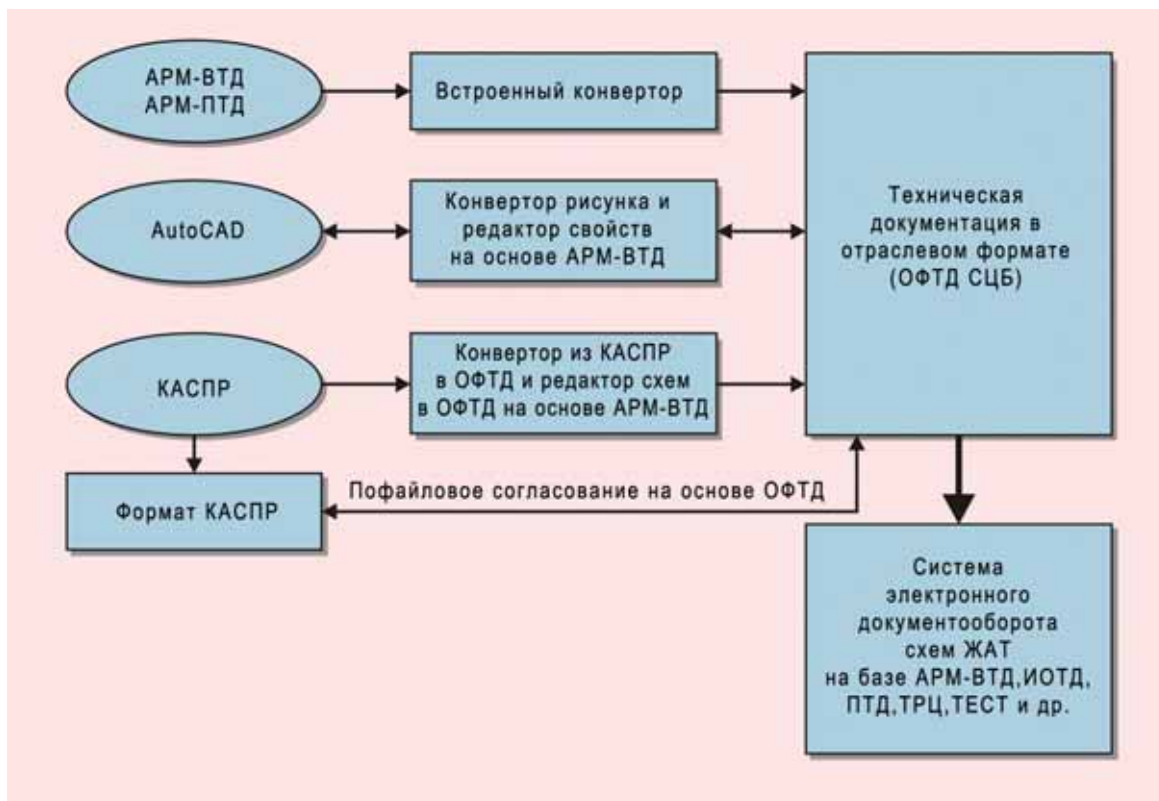 АРМ-ВТД
АРМ-ПТД
Встроенный конвертор
Техническая
документация в
отраслевом формате
(ОФТД СЦБ)
AutoCAD
Конвертор рисунка и
редактор свойств
на основе АРМ-ВТД
КАСПР
Конвертор из КАСПР
в ОФТД и редактор схем
в ОФТД на основе АРМ-ВТД
Формат КАСПР
Пофайловое согласование на основе ОФТД
Система
электронного
документооборота
схем ЖАТ
на базе АРМ-ВТД,ИОТД,
ПТД,ТРЦ,ТЕСТ и др.